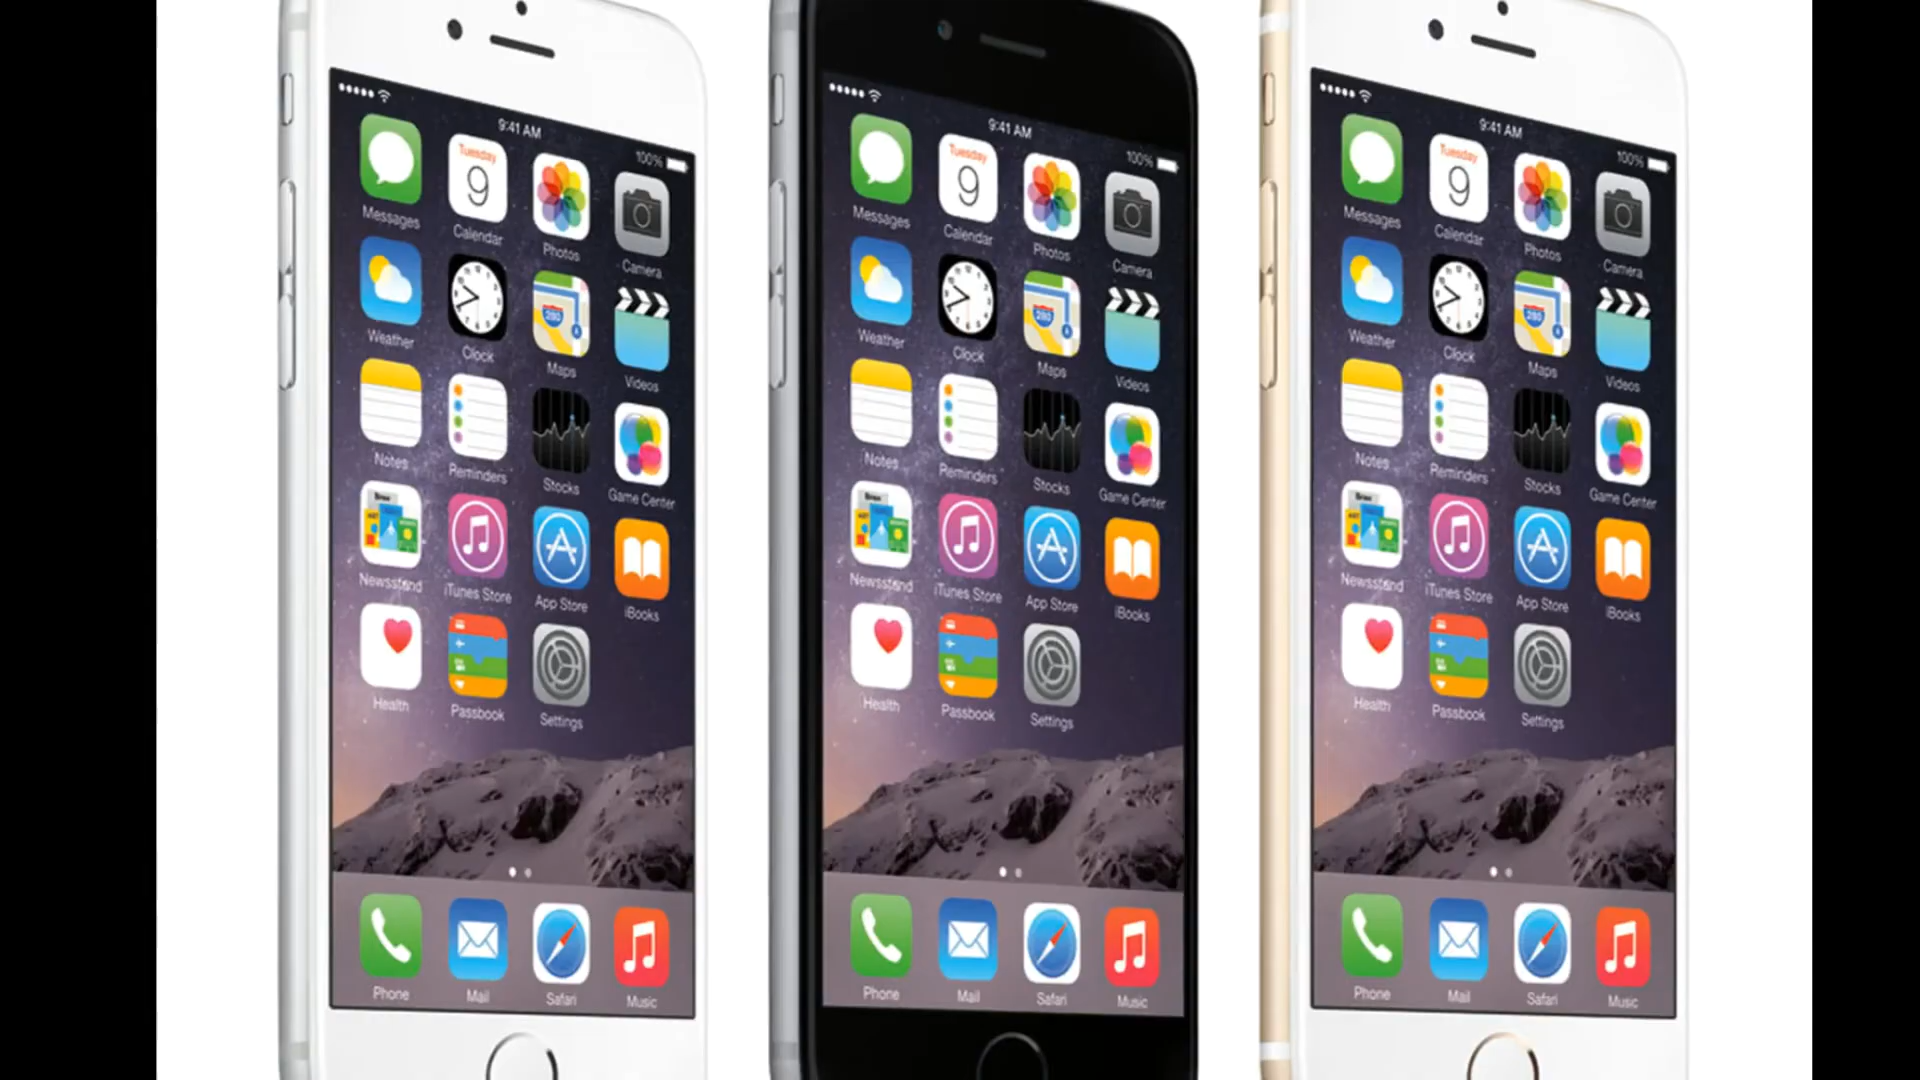 9:41 AM
100%
Tuesday
9
Messages
Calendar
Photos
Camera
280
Weather
Clock
Maps
Videos
Notes
Reminders
Stocks
Game Center
Newsstand
iTunes Store
App Store
iBooks
Health
Passbook
Settings
Phone
Mail
Safari
Music
9:41 AM
100%
Tuesday
9
Messages
Calendar
Photos
Camera
280
Weather
Clock
Maps
Videos
Notes
Reminders
Stocks
Game Center
Newsstand
iTunes Store
App Store
iBooks
Health
Passbook
Settings
Phone
Mail
Safari
Music
9:41 AM
100%
Tuesday
9
Messages
Calendar
Photos
Camera
280
Weather
Clock
Maps
Videos
Notes
Reminders
Stocks
Game Center
Newsstand
iTunes Store
App Store
iBooks
Health
Passbook
Settings
Phone
Mail
Safari
Music